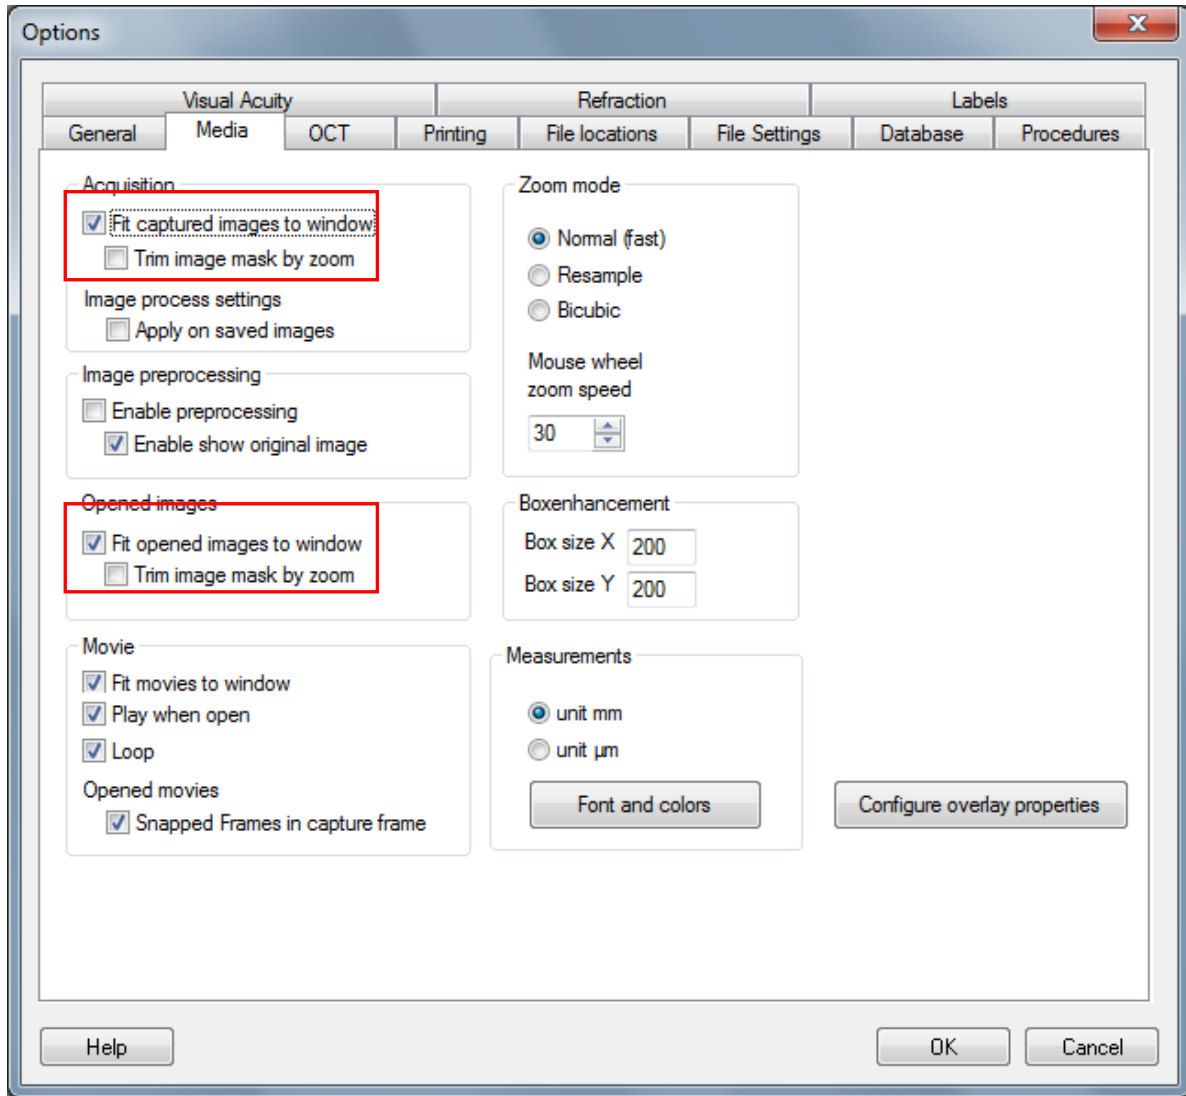 Options
X
Visual Acuity
Refraction
Labels
General
Media
OCT
Printing
File locations
File Settings
Database
Procedures
Acquisition
Fit captured images to window
Trim image mask by zoom
Image process settings
Apply on saved images
Image preprocessing
Enable preprocessing
Enable show original image
Opened images
Fit opened images to window
Trim image mask by zoom
Movie
Fit movies to window
Play when open
Loop
Opened movies
Snapped Frames in capture frame
Zoom mode
Normal (fast)
Resample
Bicubic
Mouse wheel
zoom speed
30
Boxenhancement
Box size X 200
Box size Y 200
Measurements
unit mm
unit µm
Font and colors
Configure overlay properties
Help
OK
Cancel